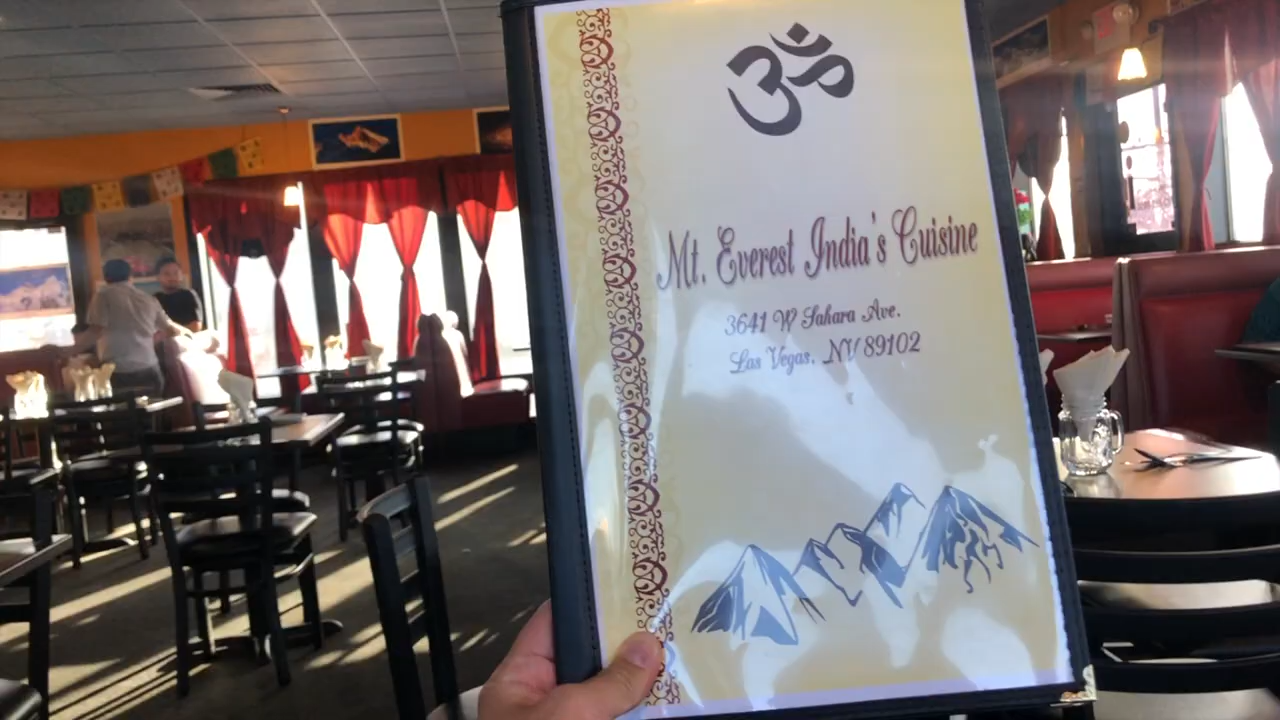 ॐ
Mt. Everest India's Cuisine
3641 W Sahara Ave.
Las Vegas, NV 89102